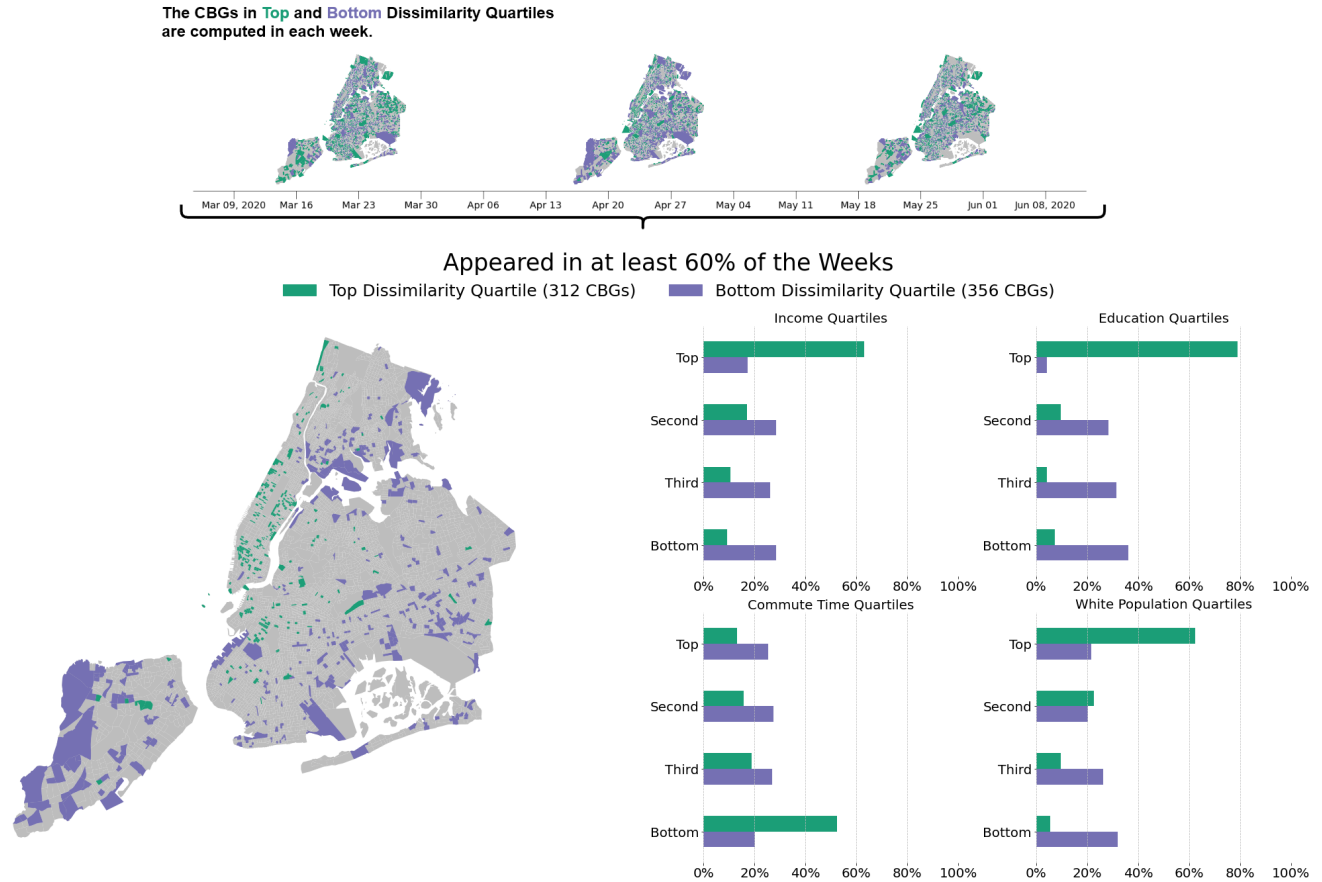 The CBGs in Top and Bottom Dissimilarity Quartiles
are computed in each week.
Mar 09, 2020 Mar 16 Mar 23 Mar 30 Apr 06 Apr 13 Apr 20 Apr 27 May 04 May 11 May 18 May 25 Jun 01 Jun 08, 2020
Appeared in at least 60% of the Weeks
Top Dissimilarity Quartile (312 CBGs) Bottom Dissimilarity Quartile (356 CBGs)
Income Quartiles
Top
Second
Third
Bottom
0% 20% 40% 60% 80% 100%
Education Quartiles
Top
Second
Third
Bottom
0% 20% 40% 60% 80% 100%
Commute Time Quartiles
Top
Second
Third
Bottom
0% 20% 40% 60% 80% 100%
White Population Quartiles
Top
Second
Third
Bottom
0% 20% 40% 60% 80% 100%